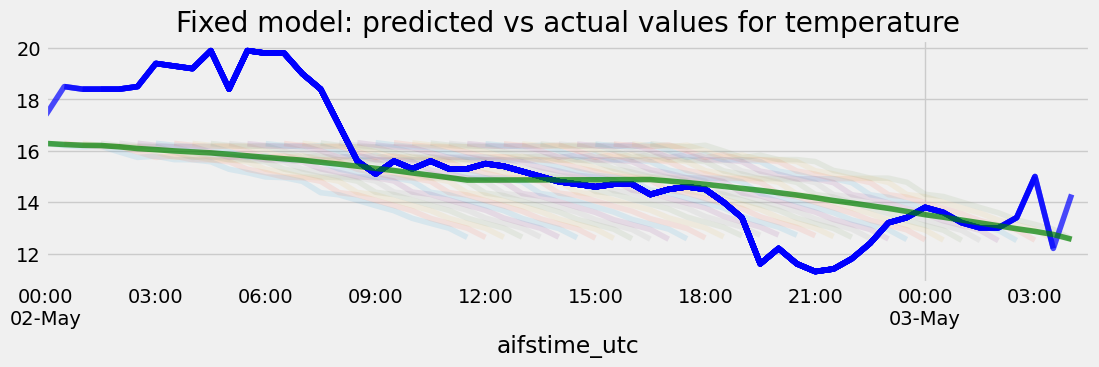 Fixed model: predicted vs actual values for temperature
20
18
16
14
12
00:00 03:00 06:00 09:00 12:00 15:00 18:00 21:00 00:00 03:00
02-May 03-May
aifstime_utc